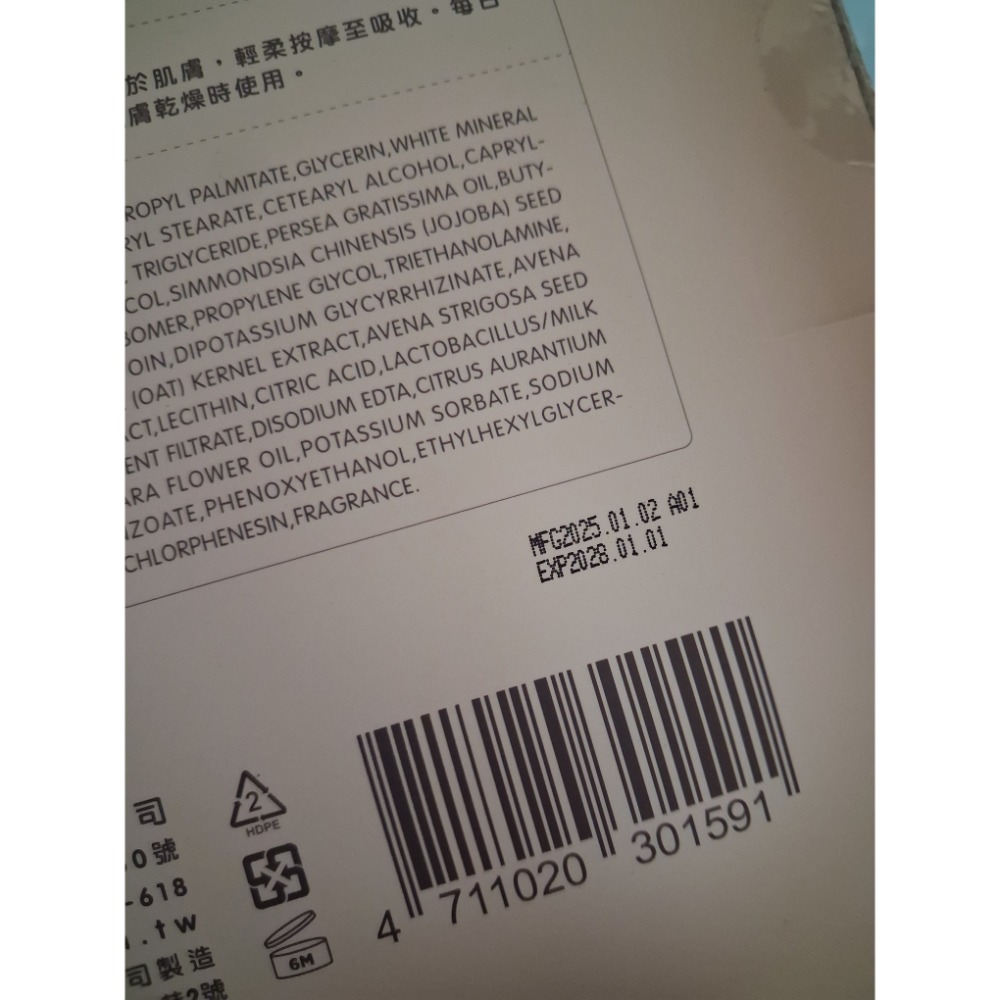 於肌膚，輕柔按摩至吸收。每日
膚乾燥時使用。
ROPYL PALMITATE,GLYCERIN,WHITE MINERAL
RYL STEARATE,CETEARYL ALCOHOL,CAPRYL-
TRIGLYCERIDE,PERSEA GRATISSIMA OIL,BUTY-
COL,SIMMONDSIA CHINENSIS (JOJOBA) SEED
BOMER,PROPYLENE GLYCOL,TRIETHANOLAMINE,
OIN,DIPOTASSIUM GLYCYRRHIZINATE,AVENA
(OAT) KERNEL EXTRACT,AVENA STRIGOSA SEED
ACT,LECITHIN,CITRIC ACID,LACTOBACILLUS/MILK
ENT FILTRATE,DISODIUM EDTA,CITRUS AURANTIUM
ARA FLOWER OIL,POTASSIUM SORBATE,SODIUM
NZOATE,PHENOXYETHANOL,ETHYLHEXYLGLYCER-
CHLORPHENESIN,FRAGRANCE.
MFG2025.01.02 A01
EXP2028.01.01
司
0號
-618
.tw
司製造
2號
2
HDPE
6M
4 711020 301591